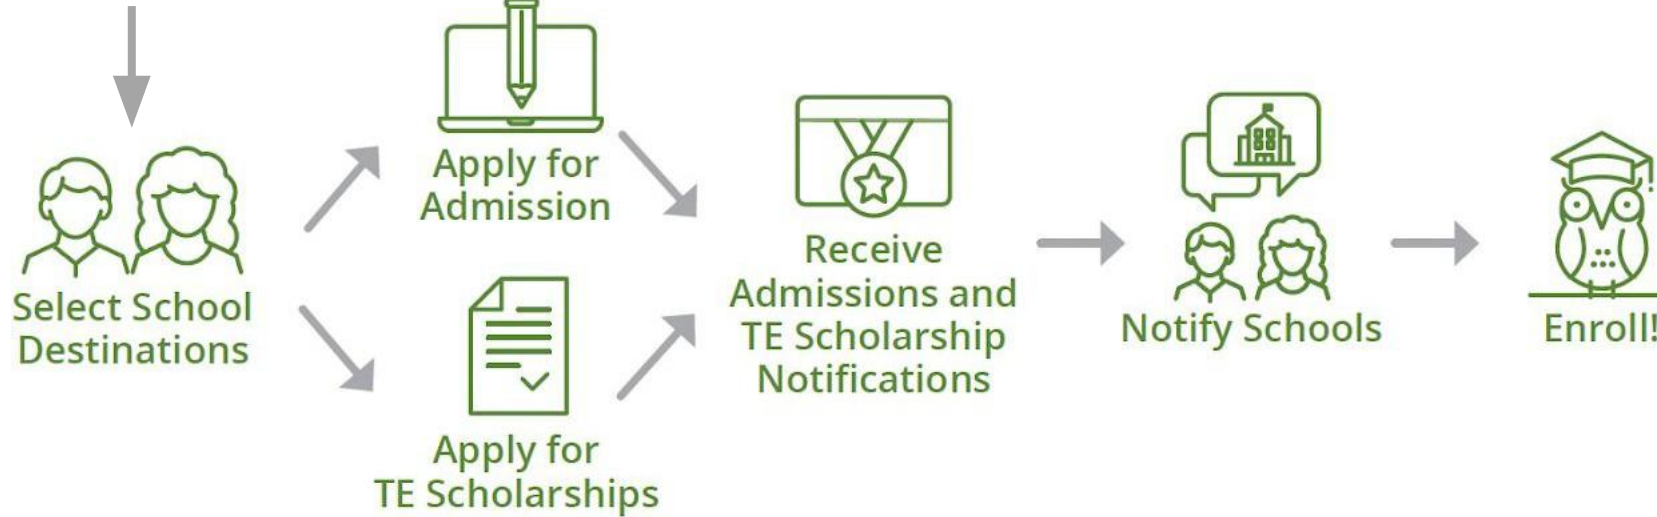 Select School
Destinations
Apply for
Admission
Apply for
TE Scholarships
Receive
Admissions and
TE Scholarship
Notifications
Notify Schools
Enroll!